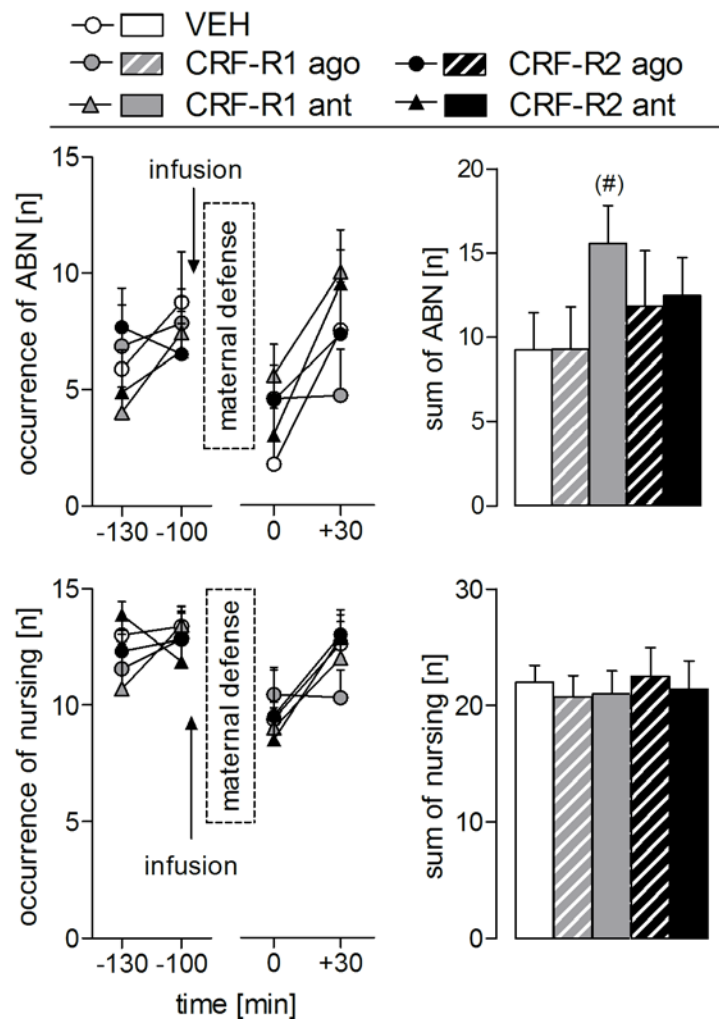 VEH
CRF-R1 ago CRF-R2 ago
CRF-R1 ant CRF-R2 ant
occurrence of ABN [n]
15
10
5
0
infusion
maternal defense
-130 -100 0 +30
sum of ABN [n]
20
15
10
5
0
(#)
occurrence of nursing [n]
15
10
5
0
maternal defense
infusion
-130 -100 0 +30
time [min]
sum of nursing [n]
30
20
10
0